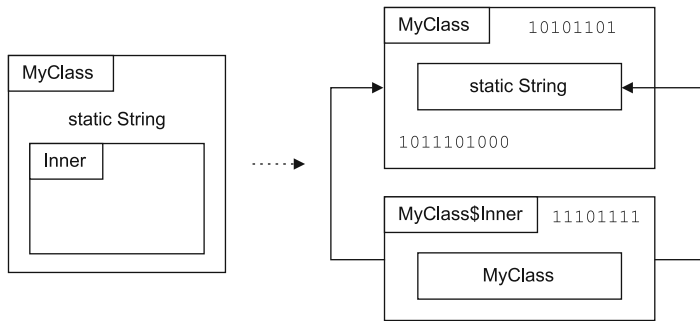 MyClass
static String
Inner
MyClass 10101101
static String
1011101000
MyClass$Inner 11101111
MyClass